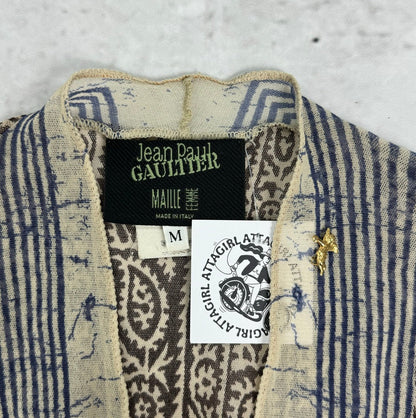 Jean Paul
GAULTIER
MAILLE FEMME
MADE IN ITALY
M
ATTAGIRL ATTAGIRL ATTAGIRL ATTAGIRL